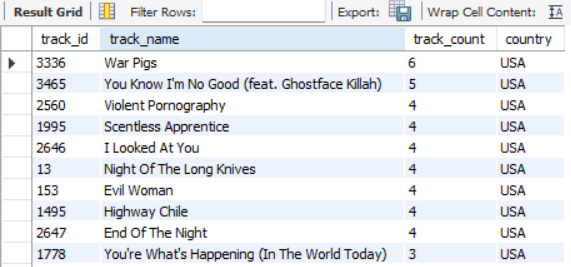 Result Grid Filter Rows: Export: Wrap Cell Content: IA
track_id track_name track_count country
3336 War Pigs 6 USA
3465 You Know I'm No Good (feat. Ghostface Killah) 5 USA
2560 Violent Pornography 4 USA
1995 Scentless Apprentice 4 USA
2646 I Looked At You 4 USA
13 Night Of The Long Knives 4 USA
153 Evil Woman 4 USA
1495 Highway Chile 4 USA
2647 End Of The Night 4 USA
1778 You're What's Happening (In The World Today) 3 USA